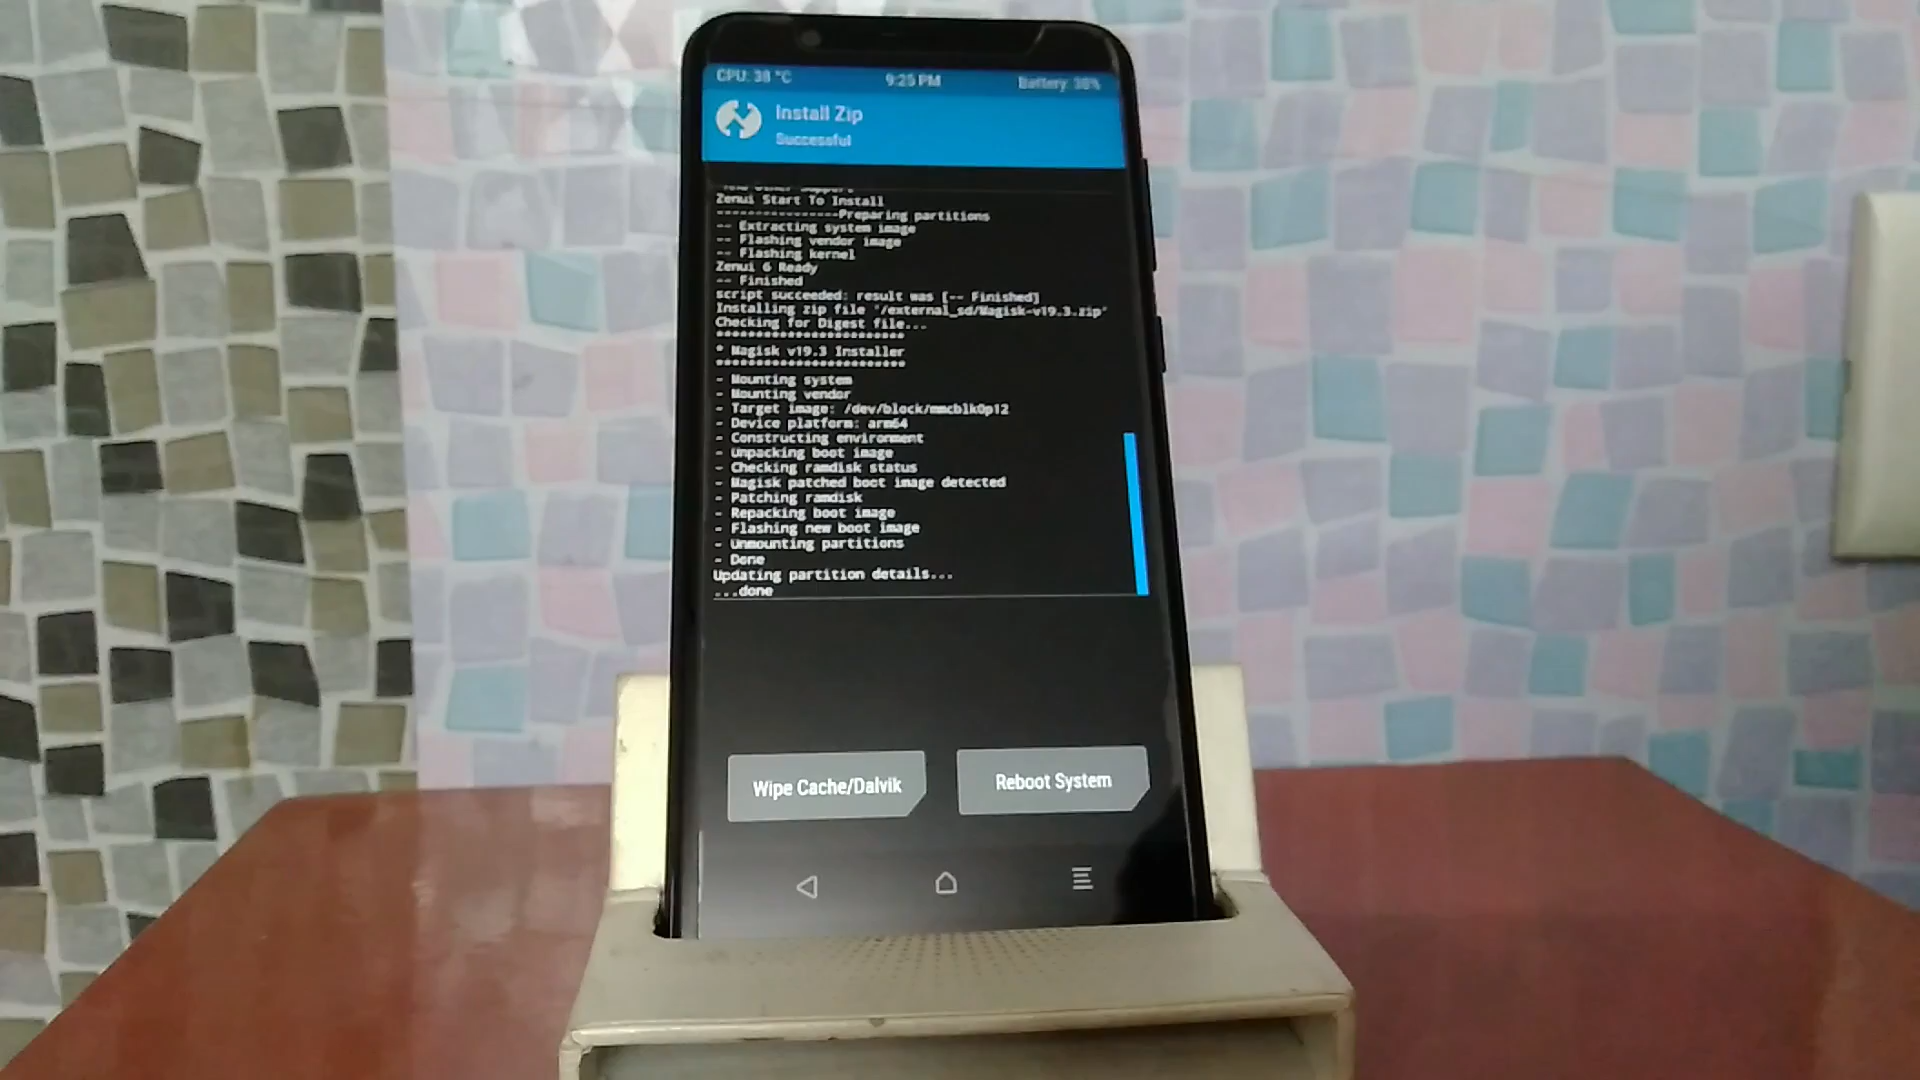 CPU: 38 °C 9:25 PM Battery: 38%
Install Zip
Successful
Zenui Start To Install
----------------Preparing partitions
-- Extracting system image
-- Flashing vendor image
-- Flashing kernel
Zenui 6 Ready
-- Finished
script succeeded: result was [-- Finished]
Installing zip file '/external_sd/Magisk-v19.3.zip'
Checking for Digest file...
************************
* Magisk v19.3 Installer
************************
- Mounting system
- Mounting vendor
- Target image: /dev/block/mmcblk0p12
- Device platform: arm64
- Constructing environment
- Unpacking boot image
- Checking ramdisk status
- Magisk patched boot image detected
- Patching ramdisk
- Repacking boot image
- Flashing new boot image
- Unmounting partitions
- Done
Updating partition details...
...done
Wipe Cache/Dalvik
Reboot System